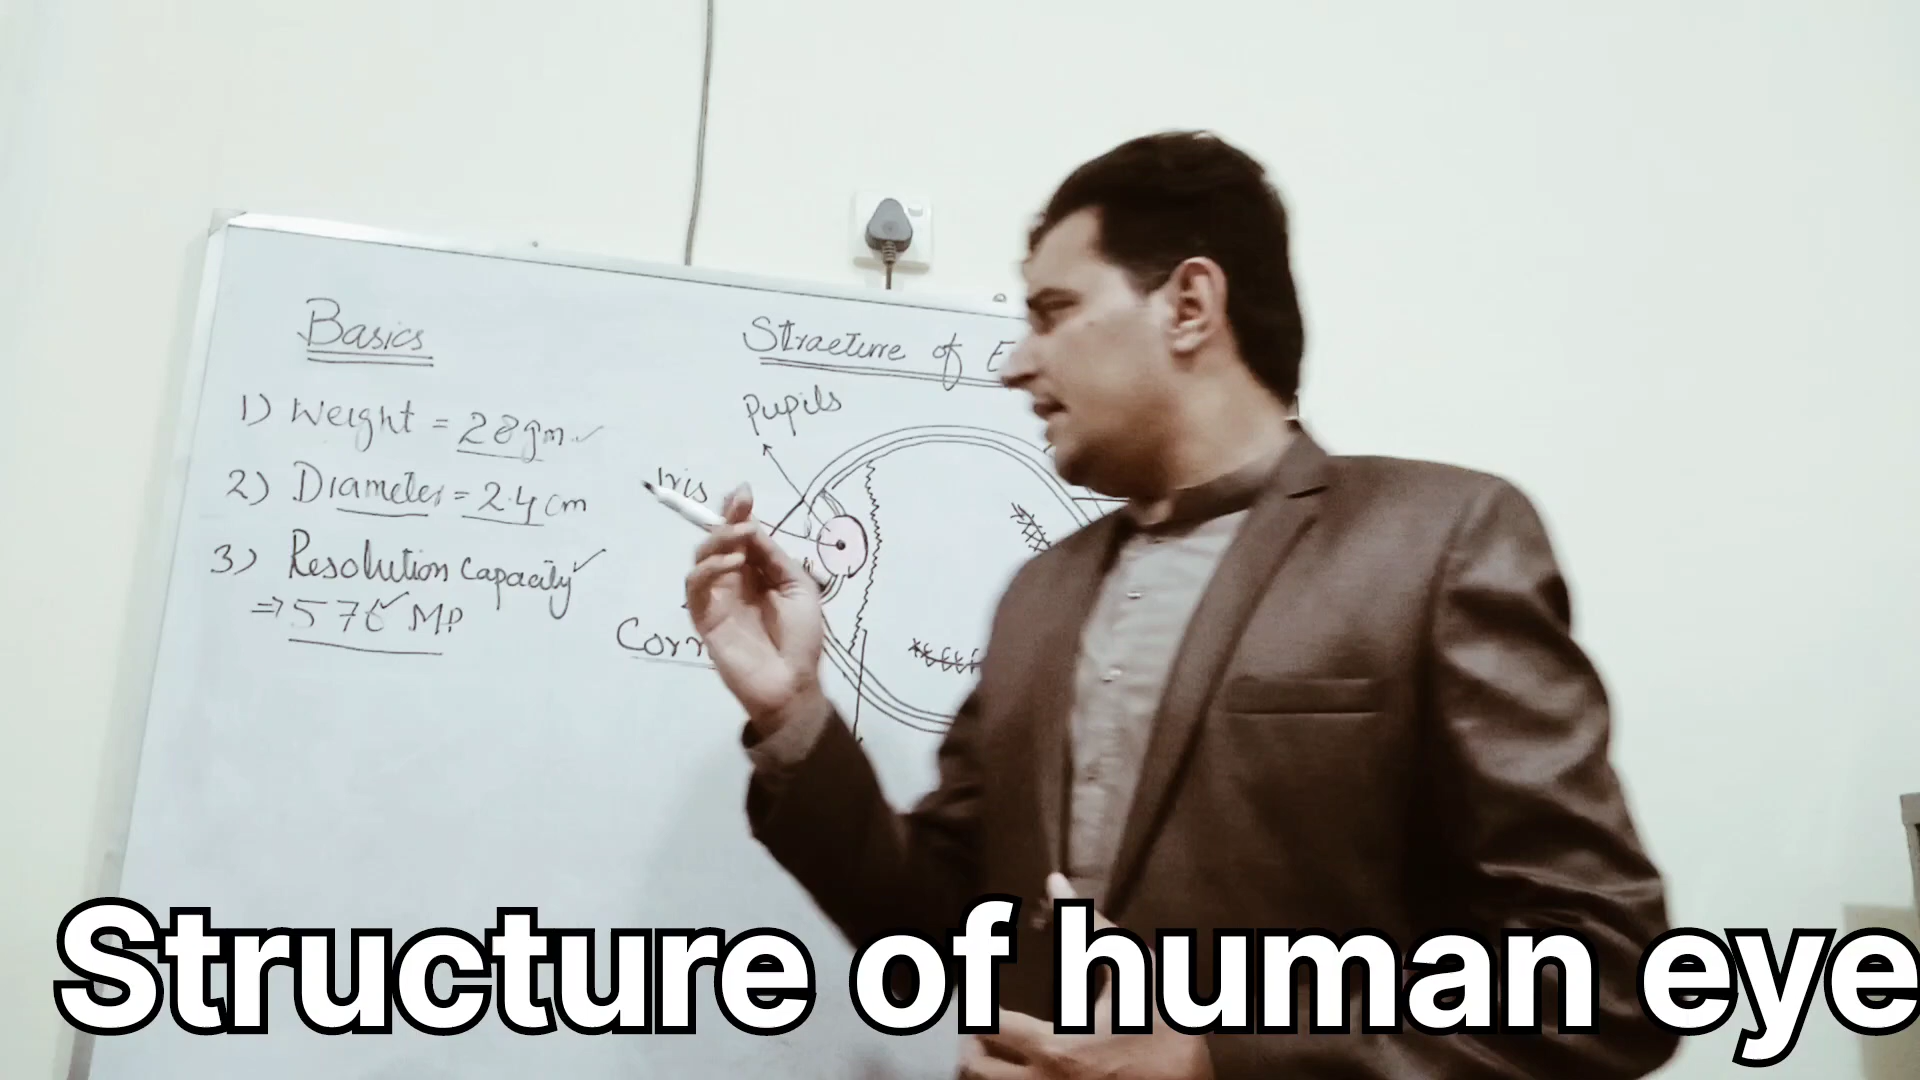 Basics
1) Weight = 28gm
2) Diameter = 2.4 cm
3) Resolution Capacity
⇒ 576 MP
Structure of E
Pupils
Iris
Corn
Structure of human eye